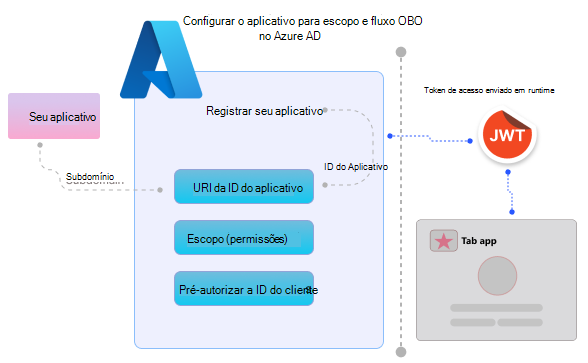 Configurar o aplicativo para escopo e fluxo OBO
no Azure AD
Token de acesso enviado em runtime
Registrar seu aplicativo
Seu aplicativo
JWT
ID do Aplicativo
Subdomínio
URI da ID do aplicativo
Escopo (permissões)
Tab app
Pré-autorizar a ID do cliente